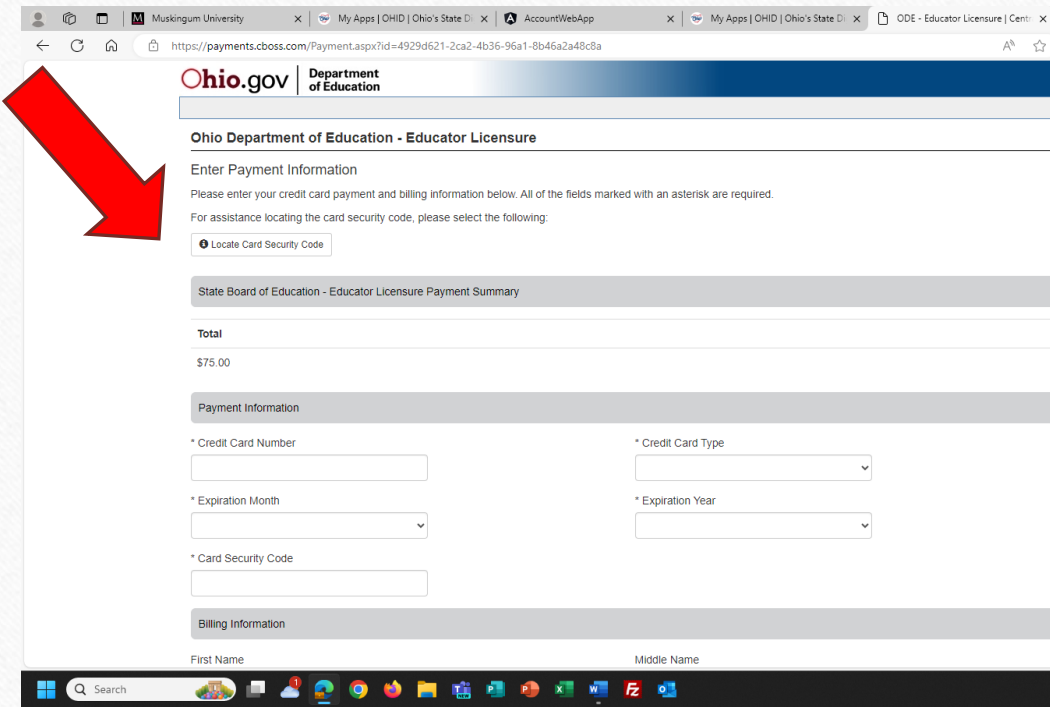 Muskingum University
My Apps | OHID | Ohio's State Di
AccountWebApp
My Apps | OHID | Ohio's State Di
ODE - Educator Licensure | Centr
https://payments.cboss.com/Payment.aspx?id=4929d621-2ca2-4b36-96a1-8b46a2a48c8a
Ohio.gov
Department
of Education
Ohio Department of Education - Educator Licensure
Enter Payment Information
Please enter your credit card payment and billing information below. All of the fields marked with an asterisk are required.
For assistance locating the card security code, please select the following:
Locate Card Security Code
State Board of Education - Educator Licensure Payment Summary
Total
$75.00
Payment Information
* Credit Card Number
* Credit Card Type
* Expiration Month
* Expiration Year
* Card Security Code
Billing Information
First Name
Middle Name
Search